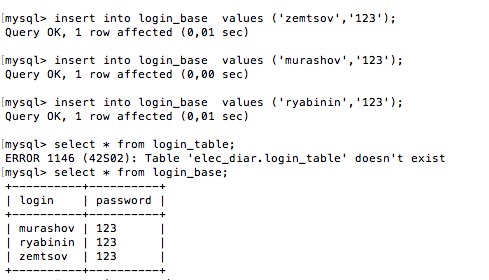 [mysql> insert into login_base  values ('zemtsov','123');
Query OK, 1 row affected (0,01 sec)
[mysql> insert into login_base  values ('murashov','123');
Query OK, 1 row affected (0,00 sec)
[mysql> insert into login_base  values ('ryabinin','123');
Query OK, 1 row affected (0,01 sec)
[mysql> select * from login_table;
ERROR 1146 (42S02): Table 'elec_diar.login_table' doesn't exist
[mysql> select * from login_base;
+----------+----------+
| login    | password |
+----------+----------+
| murashov | 123      |
| ryabinin | 123      |
| zemtsov  | 123      |
+----------+----------+